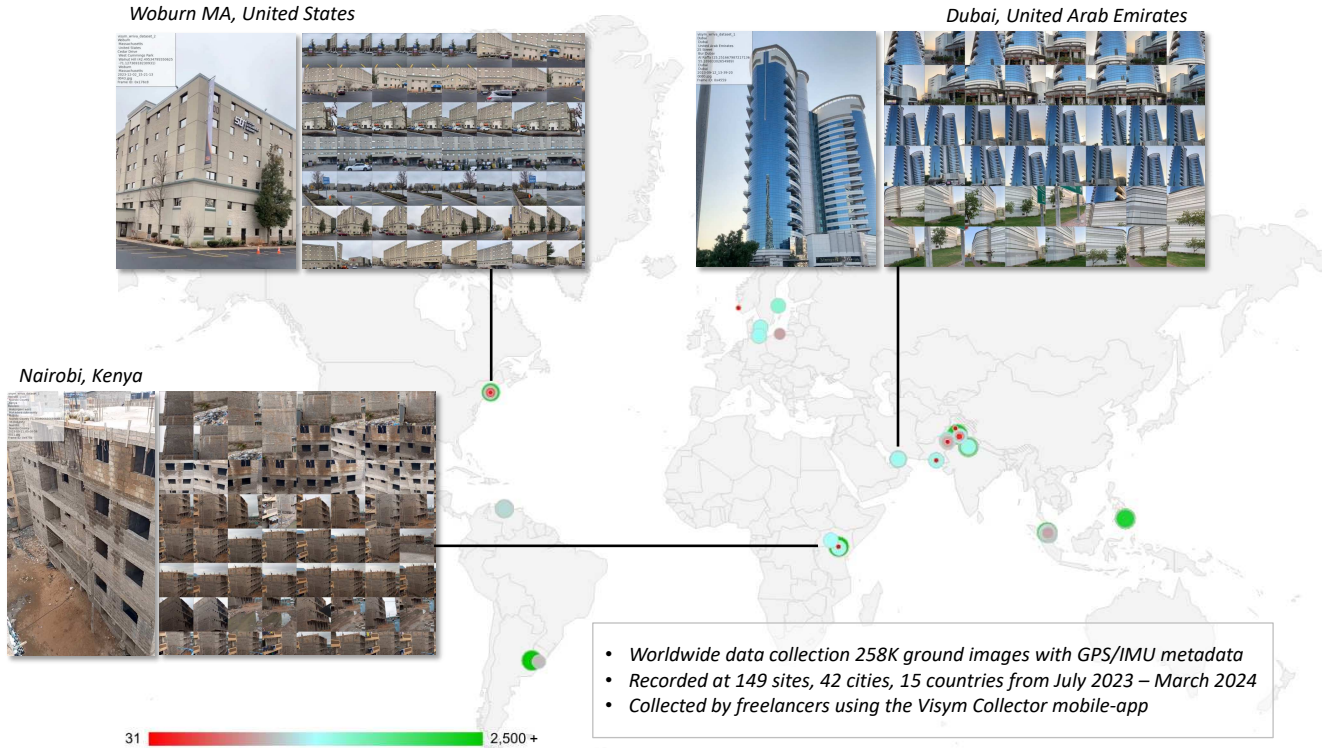 Woburn MA, United States
Dubai, United Arab Emirates
Nairobi, Kenya
• Worldwide data collection 258K ground images with GPS/IMU metadata
• Recorded at 149 sites, 42 cities, 15 countries from July 2023 – March 2024
• Collected by freelancers using the Visym Collector mobile-app
31
2,500 +